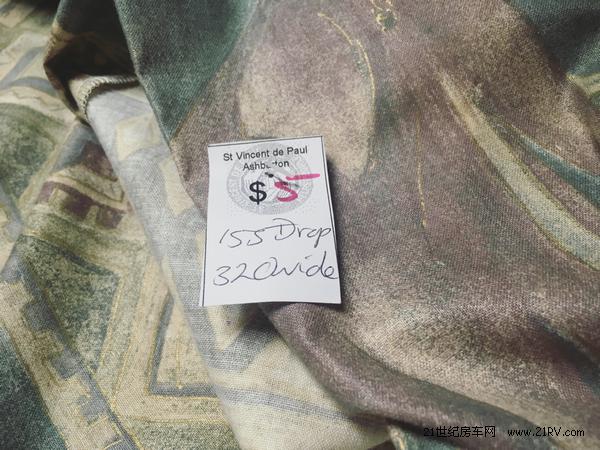 St Vincent de Paul
Ashburton
$5
155 Drop
320 wide
21世纪房车网 www.21RV.com